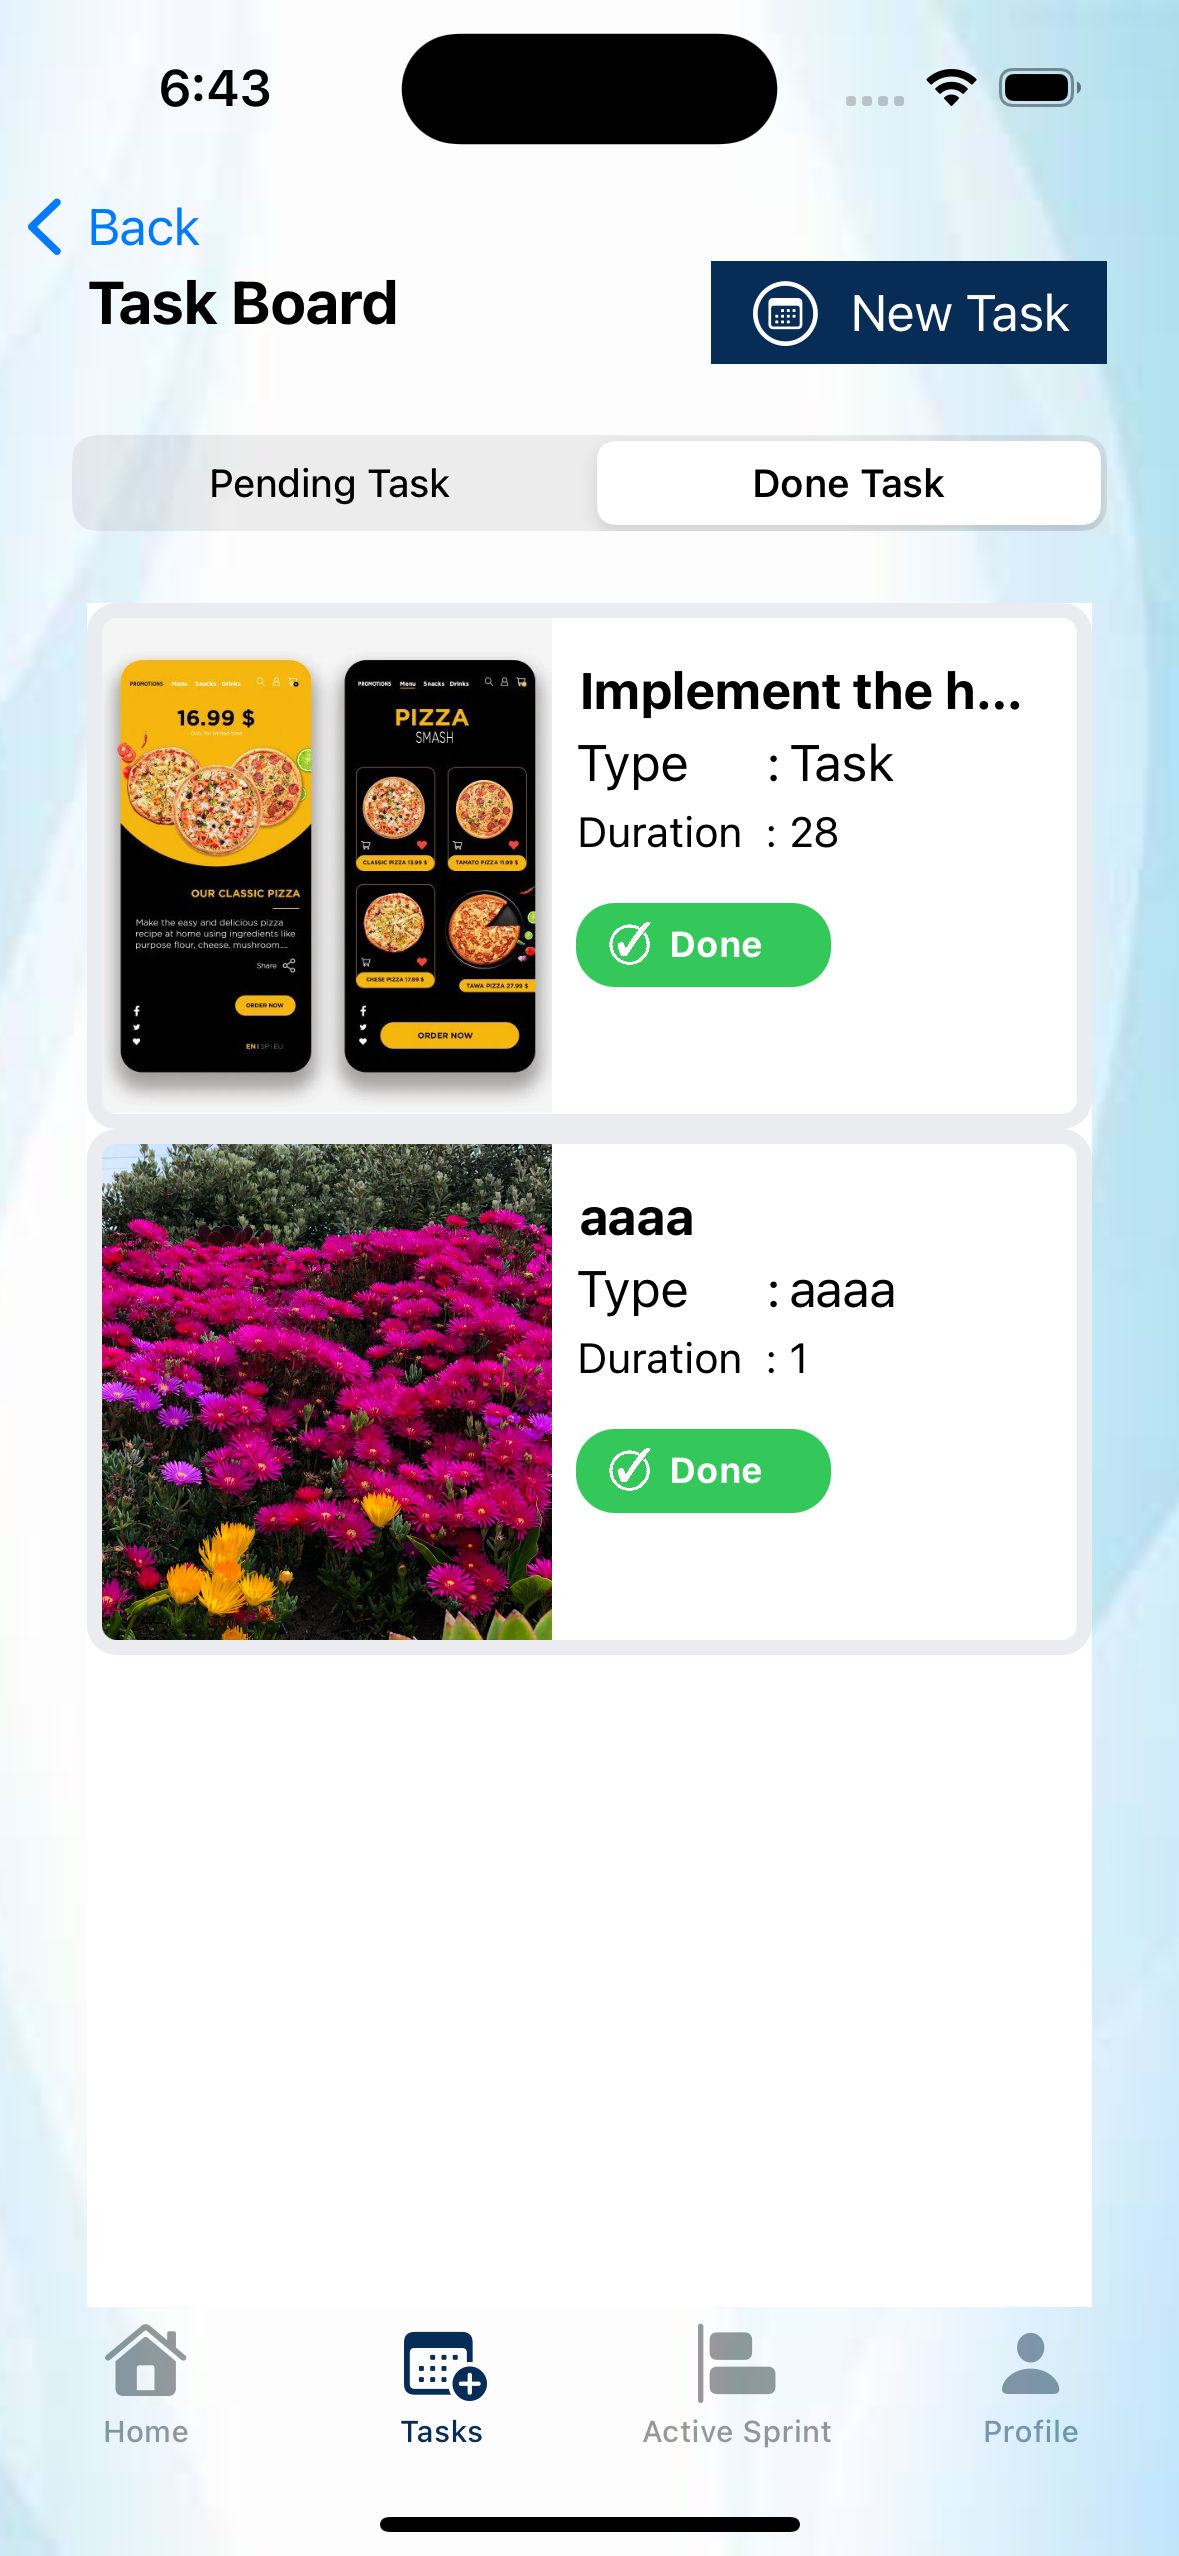 6:43
Back
Task Board
New Task
Pending Task
Done Task
PROMOTIONS Menu Snacks Drinks
16.99 $
OUR CLASSIC PIZZA
Make the easy and delicious pizza
recipe at home using ingredients like
purpose flour, cheese, mushroom....
Share
ORDER NOW
EN | SP | EU
PROMOTIONS Menu Snacks Drinks
PIZZA
SMASH
CLASSIC PIZZA 13.99 $
TAMATO PIZZA 11.99 $
CHESE PIZZA 17.99 $
TAWA PIZZA 27.99 $
ORDER NOW
Implement the h...
Type : Task
Duration : 28
Done
aaaa
Type : aaaa
Duration : 1
Done
Home
Tasks
Active Sprint
Profile